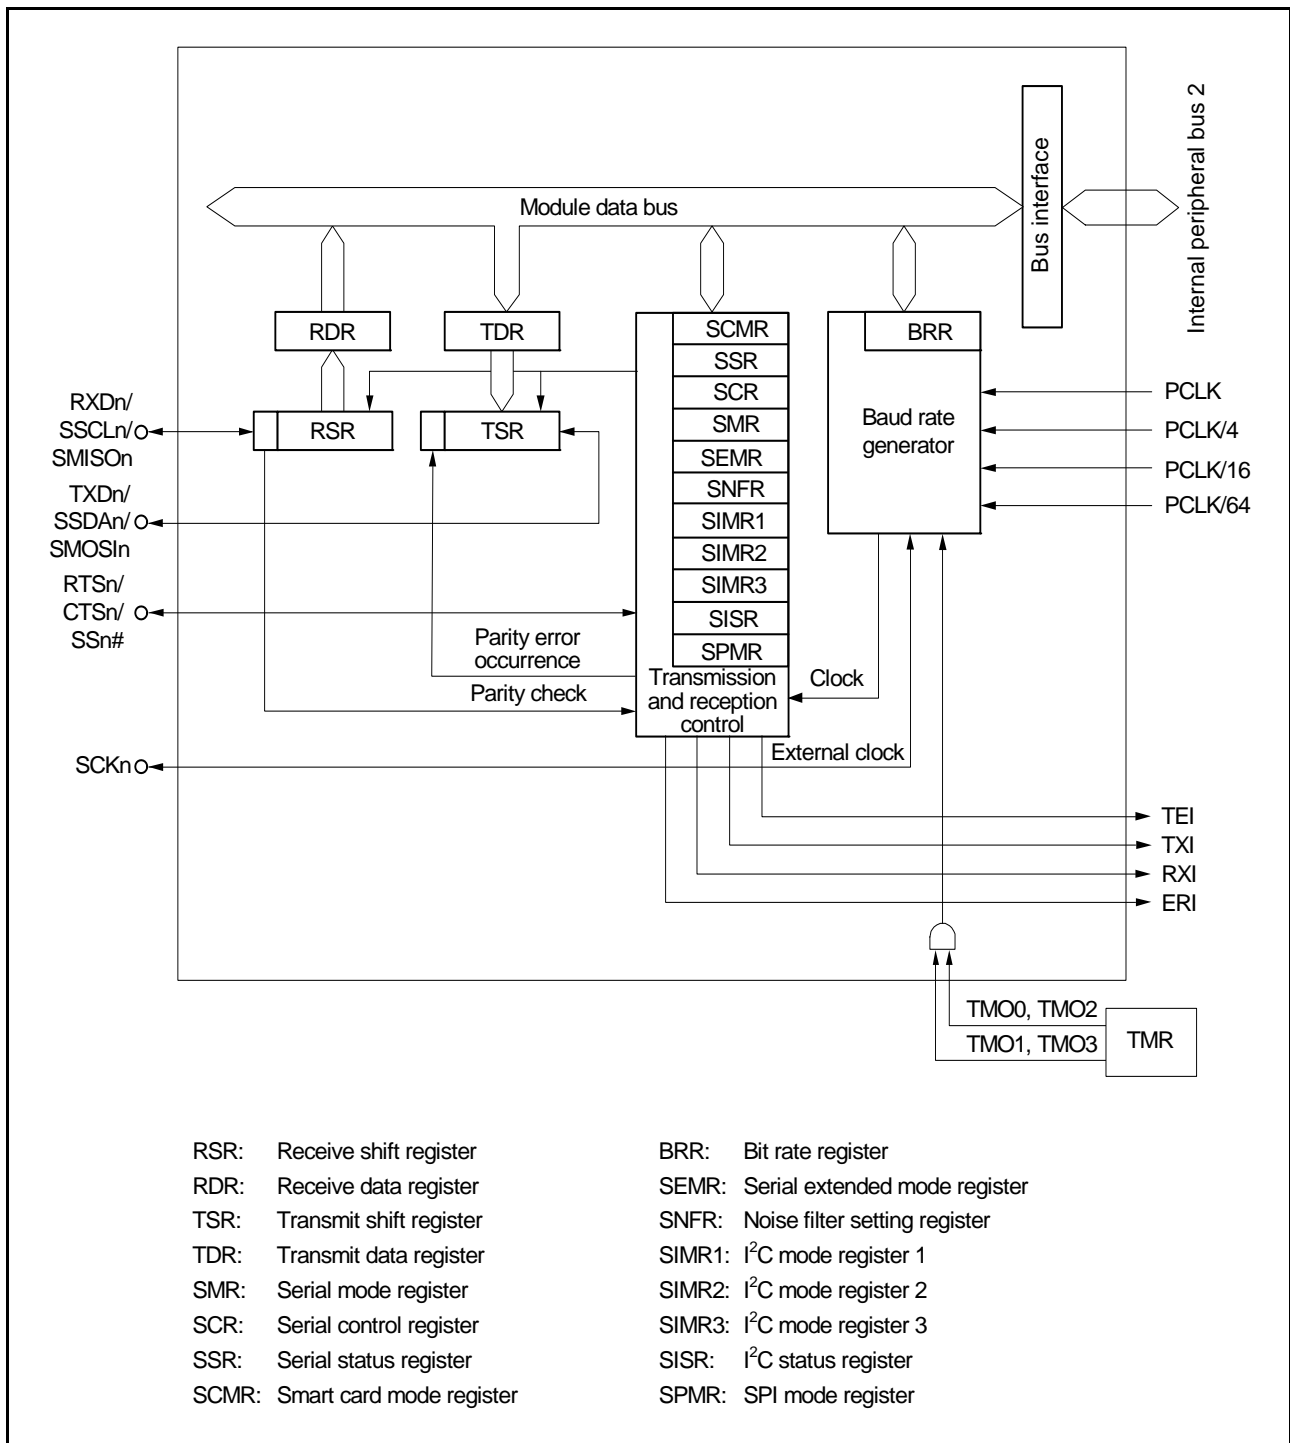 Internal peripheral bus 2
Bus interface
Module data bus
RDR
TDR
SCMR
BRR
SSR
SCR
SMR
SEMR
SNFR
SIMR1
SIMR2
SIMR3
SISR
SPMR
Transmission
and reception
control
Baud rate
generator
PCLK
PCLK/4
PCLK/16
PCLK/64
RXDn/
SSCLn/
SMISOn
RSR
TSR
TXDn/
SSDAn/
SMOSIn
RTSn/
CTSn/
SSn#
Parity error
occurrence
Parity check
Clock
SCKn
External clock
TEI
TXI
RXI
ERI
TMO0, TMO2
TMO1, TMO3
TMR
RSR: Receive shift register
RDR: Receive data register
TSR: Transmit shift register
TDR: Transmit data register
SMR: Serial mode register
SCR: Serial control register
SSR: Serial status register
SCMR: Smart card mode register
BRR: Bit rate register
SEMR: Serial extended mode register
SNFR: Noise filter setting register
SIMR1: I²C mode register 1
SIMR2: I²C mode register 2
SIMR3: I²C mode register 3
SISR: I²C status register
SPMR: SPI mode register